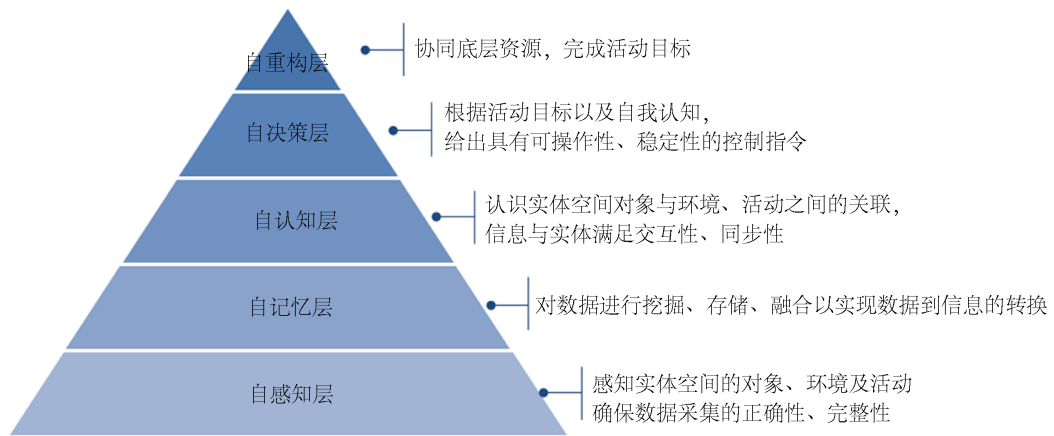 自重构层
协同底层资源，完成活动目标
自决策层
根据活动目标以及自我认知，
给出具有可操作性、稳定性的控制指令
自认知层
认识实体空间对象与环境、活动之间的关联，
信息与实体满足交互性、同步性
自记忆层
对数据进行挖掘、存储、融合以实现数据到信息的转换
自感知层
感知实体空间的对象、环境及活动
确保数据采集的正确性、完整性